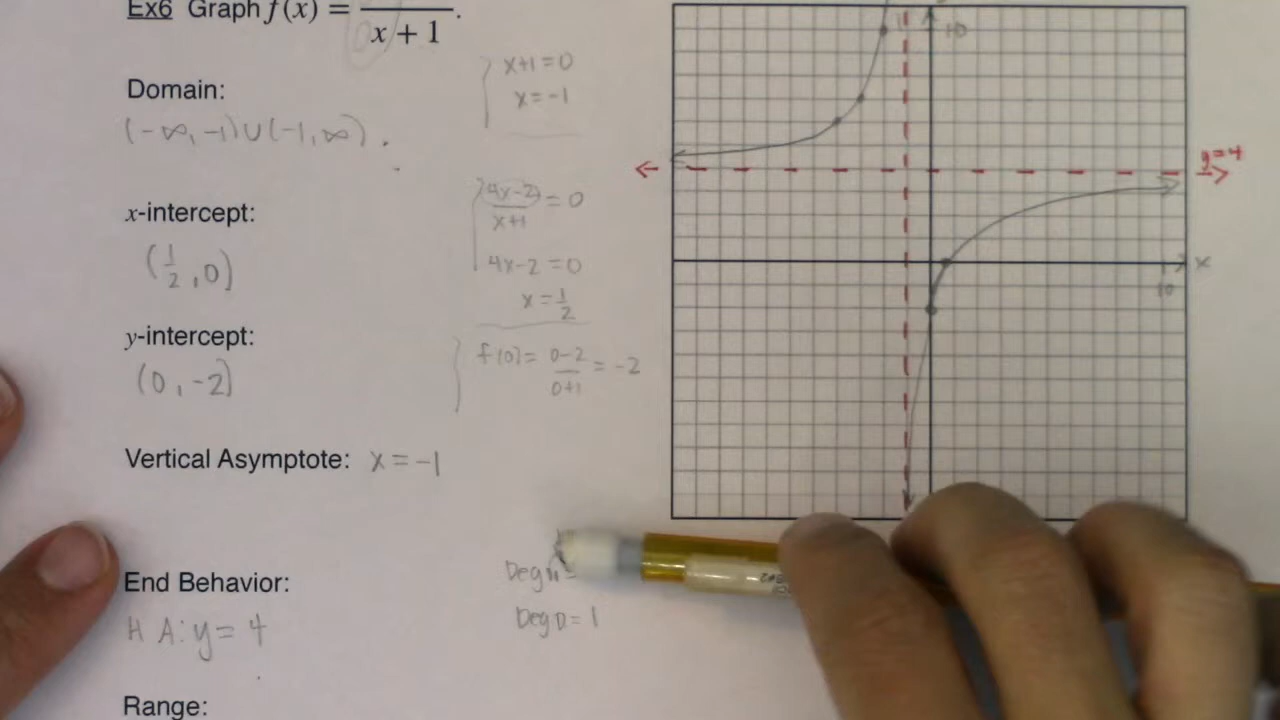 Ex6 Graph f(x) =
x + 1
.
Domain:
(-∞, -1) ∪ (-1, ∞) .
x+1 = 0
x = -1
x-intercept:
(1/2, 0)
4x-2
x+1
= 0
4x-2 = 0
x = 1/2
y-intercept:
(0, -2)
f(0) = 0-2
0+1
= -2
Vertical Asymptote: x = -1
End Behavior:
H A: y = 4
Deg N =
Deg D = 1
Range:
10
y=4
x
10
#2